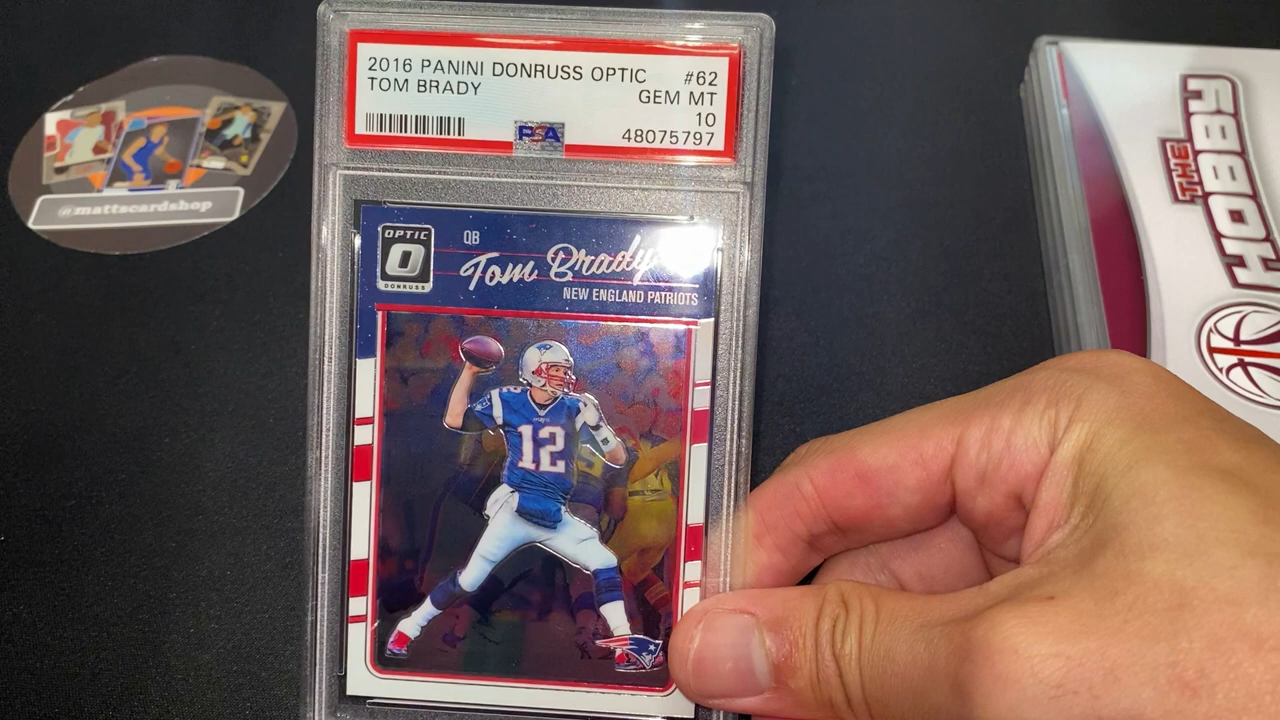 2016 PANINI DONRUSS OPTIC #62
TOM BRADY GEM MT
10
PSA 48075797
@mattscardshop
OPTIC
O
DONRUSS
QB
Tom Brady
NEW ENGLAND PATRIOTS
12
12
THE
HOBBY